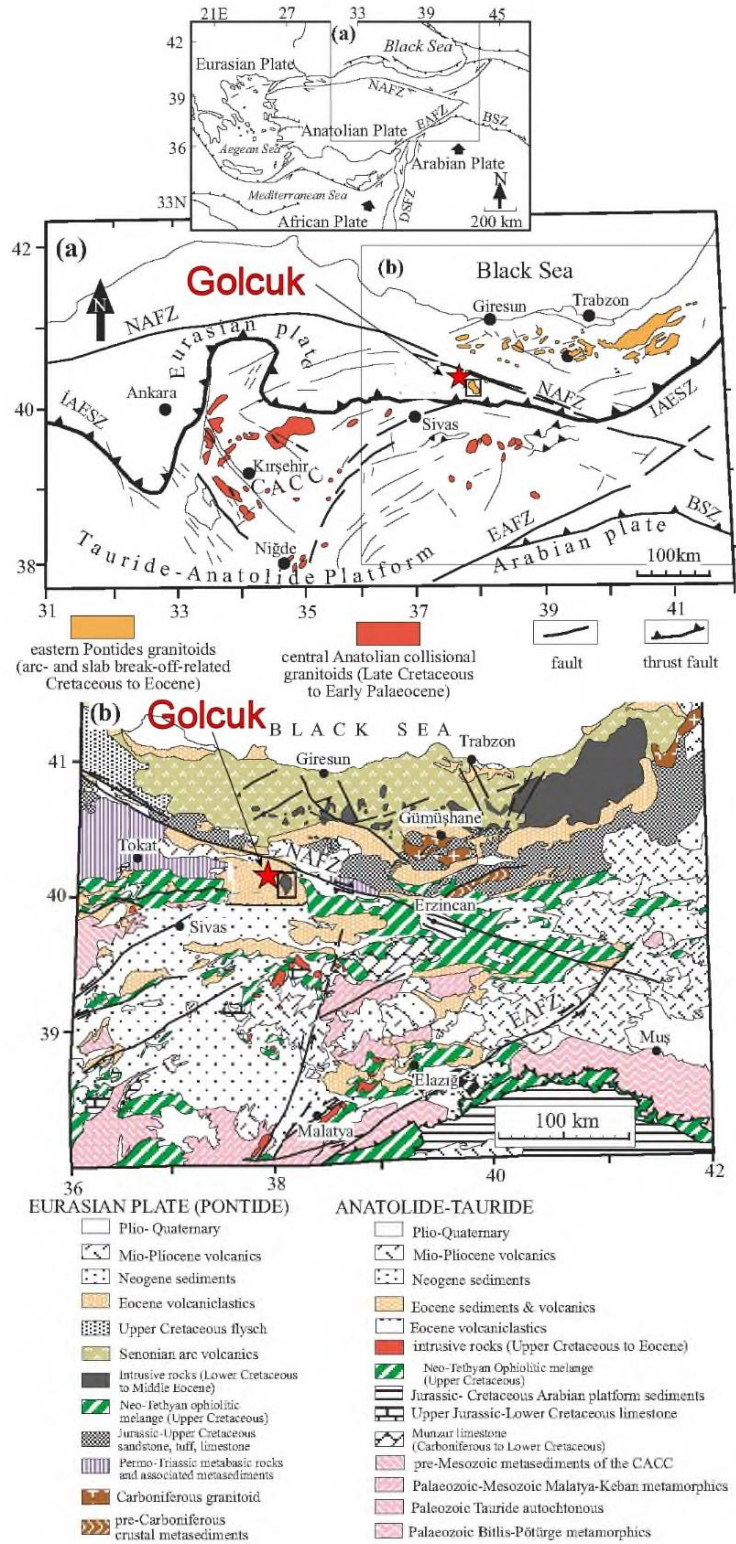 21E 27 33 39 45
(a)
42
Black Sea
Eurasian Plate
NAFZ
39
Anatolian Plate
EAFZ
BSZ
36
Aegean Sea
Arabian Plate
N
Mediterranean Sea
DSFZ
33N
African Plate
200 km
42
(a)
Golcuk
(b)
Black Sea
N
Giresun
Trabzon
NAFZ
Eurasian plate
NAFZ
Ankara
40
İAESZ
İAESZ
Sivas
Kırşehir
CACC
EAFZ
BSZ
Niğde
38
Tauride-Anatolide Platform
Arabian plate
100km
31 33 35 37 39 41
eastern Pontides granitoids
(arc- and slab break-off-related
Cretaceous to Eocene)
central Anatolian collisional
granitoids (Late Cretaceous
to Early Palaeocene)
fault
thrust fault
(b)
Golcuk
BLACK SEA
41
Giresun
Trabzon
Gümüşhane
Tokat
NAFZ
40
Erzincan
Sivas
39
EAFZ
Muş
Elazığ
Malatya
100 km
36 38 40 42
EURASIAN PLATE (PONTIDE)
Plio- Quaternary
Mio-Pliocene volcanics
Neogene sediments
Eocene volcaniclastics
Upper Cretaceous flysch
Senonian arc volcanics
Intrusive rocks (Lower Cretaceous
to Middle Eocene)
Neo-Tethyan ophiolitic
melange (Upper Cretaceous)
Jurassic-Upper Cretaceous
sandstone, tuff, limestone
Permo-Triassic metabasic rocks
and associated metasediments
Carboniferous granitoid
pre-Carboniferous
crustal metasediments
ANATOLIDE-TAURIDE
Plio-Quaternary
Mio-Pliocene volcanics
Neogene sediments
Eocene sediments & volcanics
Eocene volcaniclastics
intrusive rocks (Upper Cretaceous to Eocene)
Neo-Tethyan Ophiolitic melange
(Upper Cretaceous)
Jurassic- Cretaceous Arabian platform sediments
Upper Jurassic-Lower Cretaceous limestone
Munzur limestone
(Carboniferous to Lower Cretaceous)
pre-Mesozoic metasediments of the CACC
Palaeozoic-Mesozoic Malatya-Keban metamorphics
Paleozoic Tauride autochtonous
Palaeozoic Bitlis-Pötürge metamorphics